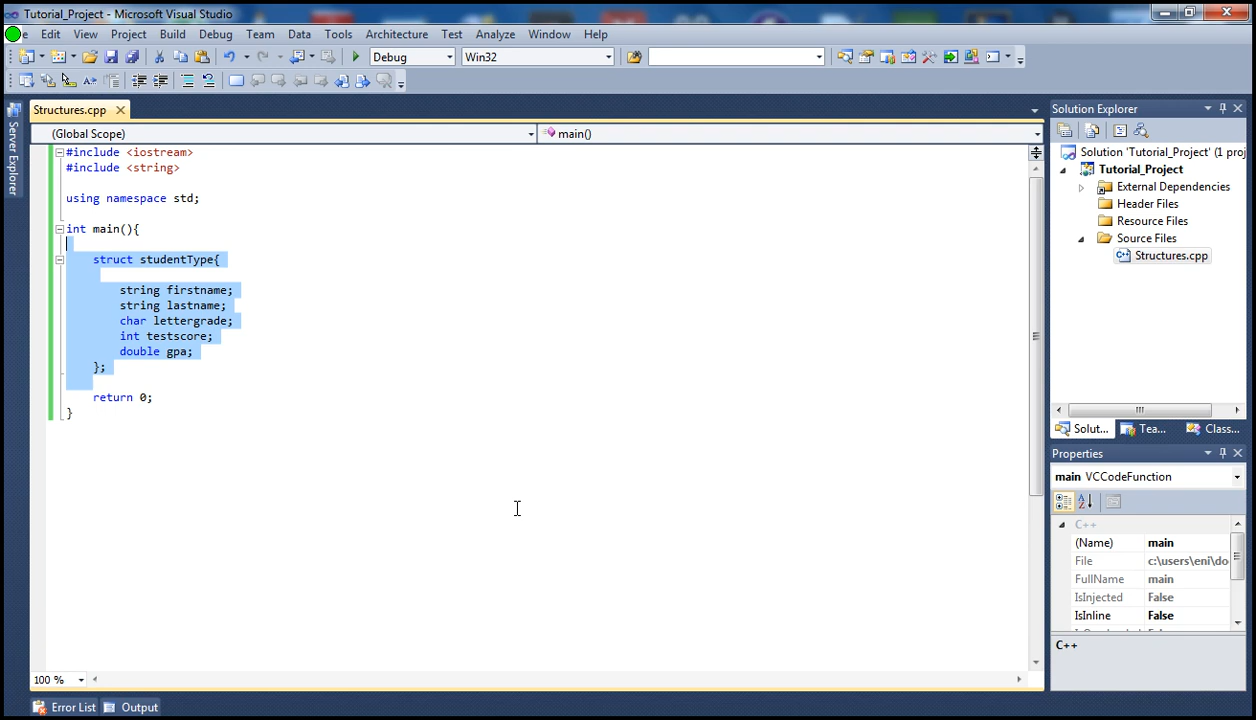 Tutorial_Project - Microsoft Visual Studio
Edit View Project Build Debug Team Data Tools Architecture Test Analyze Window Help
Debug Win32
Server Explorer
Structures.cpp
(Global Scope) main()
#include <iostream>
#include <string>
using namespace std;
int main(){
struct studentType{
string firstname;
string lastname;
char lettergrade;
int testscore;
double gpa;
};
return 0;
}
100 %
Error List Output
Solution Explorer
Solution 'Tutorial_Project' (1 proj
Tutorial_Project
External Dependencies
Header Files
Resource Files
Source Files
Structures.cpp
Solut... Tea... Class...
Properties
main VCCodeFunction
C++
(Name) main
File c:\users\eni\do
FullName main
IsInjected False
IsInline False
C++